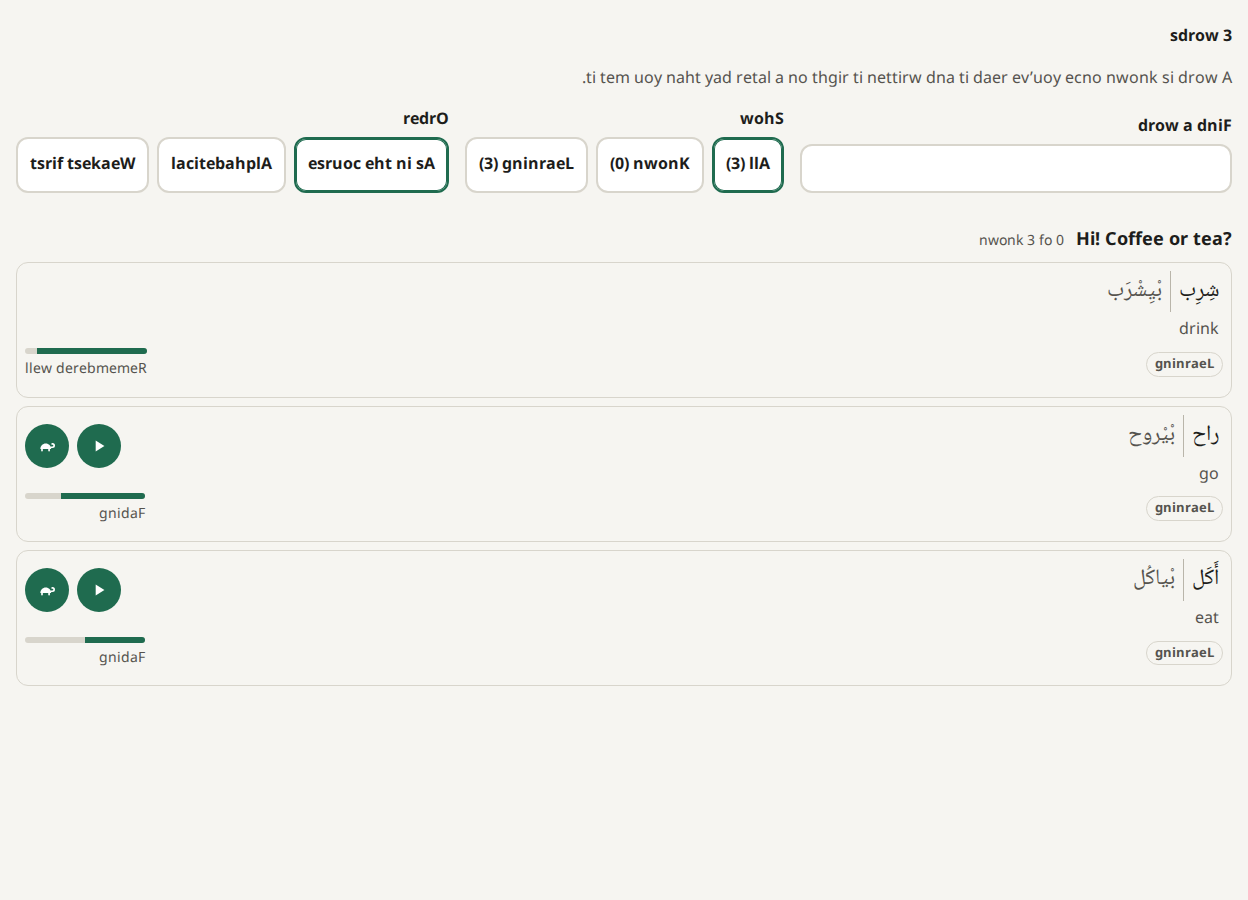 sdrow 3
.ti tem uoy naht yad retal a no thgir ti nettirw dna ti daer ev’uoy ecno nwonk si drow A
drow a dniF
wohS
(3) llA
(0) nwonK
(3) gninraeL
redrO
esruoc eht ni sA
lacitebahplA
tsrif tsekaeW
Hi! Coffee or tea?
nwonk 3 fo 0
شِرِب
بْيِشْرَب
drink
gninraeL
llew derebmemeR
راح
بْيْروح
go
gninraeL
gnidaF
أَكَل
بْياكُل
eat
gninraeL
gnidaF